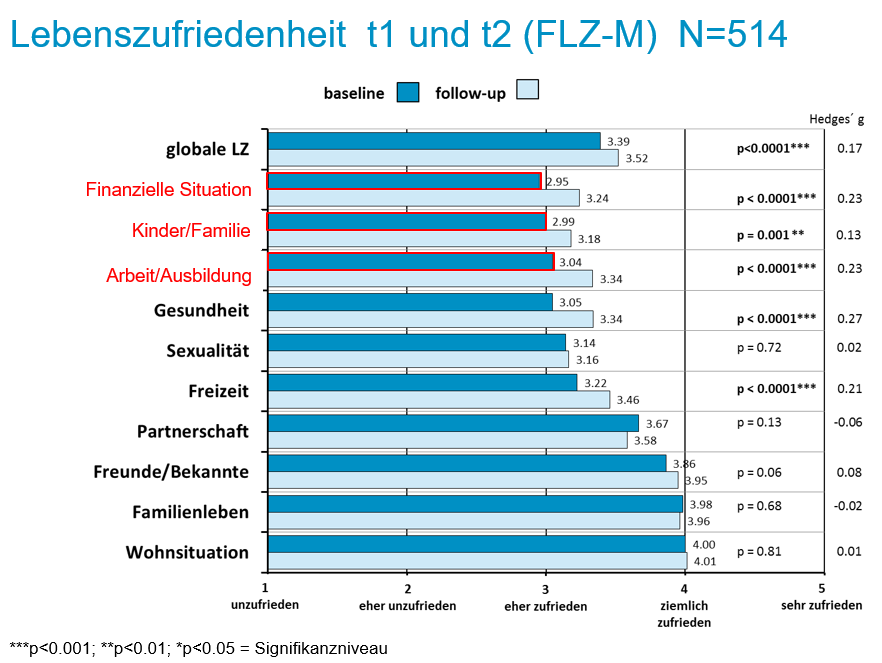 Lebenszufriedenheit t1 und t2 (FLZ-M) N=514
baseline follow-up
Hedges´ g
globale LZ 3.39 p<0.0001*** 0.17
3.52
Finanzielle Situation 2.95
3.24 p < 0.0001*** 0.23
Kinder/Familie 2.99
3.18 p = 0.001 ** 0.13
Arbeit/Ausbildung 3.04 p < 0.0001*** 0.23
3.34
Gesundheit 3.05
3.34 p < 0.0001*** 0.27
Sexualität 3.14 p = 0.72 0.02
3.16
Freizeit 3.22 p < 0.0001*** 0.21
3.46
Partnerschaft 3.67 p = 0.13 -0.06
3.58
Freunde/Bekannte 3.86 p = 0.06 0.08
3.95
Familienleben 3.98 p = 0.68 -0.02
3.96
Wohnsituation 4.00 p = 0.81 0.01
4.01
1 2 3 4 5
unzufrieden eher unzufrieden eher zufrieden ziemlich sehr zufrieden
zufrieden
***p<0.001; **p<0.01; *p<0.05 = Signifikanzniveau